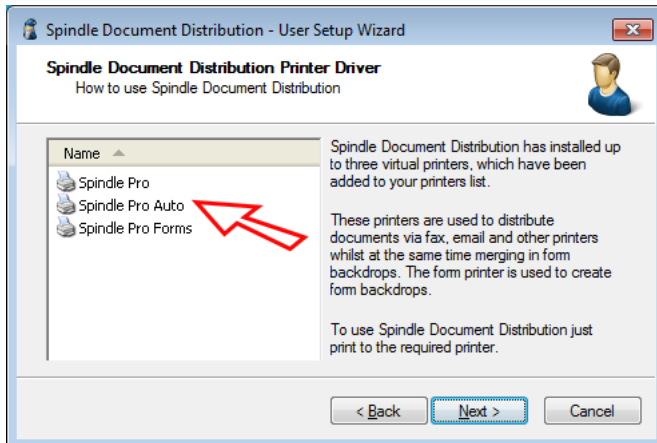 Spindle Document Distribution - User Setup Wizard
Spindle Document Distribution Printer Driver
How to use Spindle Document Distribution
Name
Spindle Pro
Spindle Pro Auto
Spindle Pro Forms
Spindle Document Distribution has installed up
to three virtual printers, which have been
added to your printers list.
These printers are used to distribute
documents via fax, email and other printers
whilst at the same time merging in form
backdrops. The form printer is used to create
form backdrops.
To use Spindle Document Distribution just
print to the required printer.
< Back
Next >
Cancel